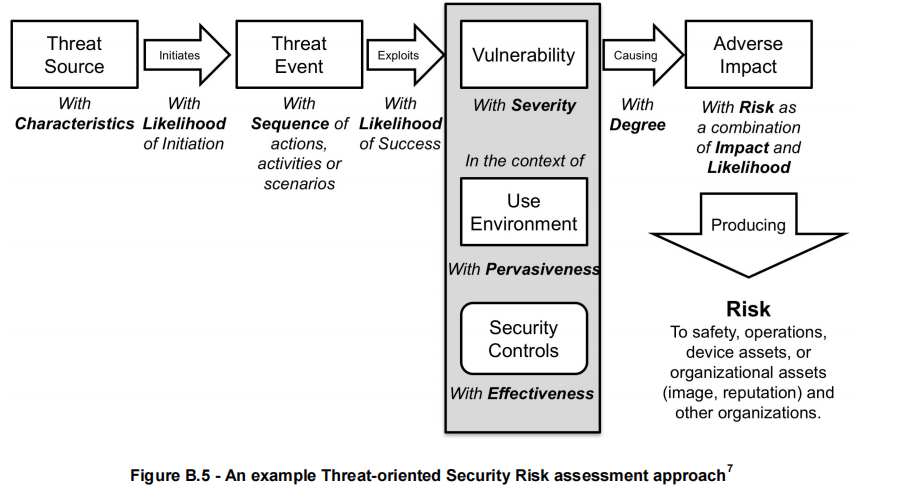 Threat
Source
Initiates
Threat
Event
Exploits
Vulnerability
Causing
Adverse
Impact
With
Characteristics
With
Likelihood
of Initiation
With
Sequence of
actions,
activities or
scenarios
With
Likelihood
of Success
With Severity
In the context of
Use
Environment
With Pervasiveness
Security
Controls
With Effectiveness
With
Degree
With Risk as
a combination
of Impact and
Likelihood
Producing
Risk
To safety, operations,
device assets, or
organizational assets
(image, reputation) and
other organizations.
Figure B.5 - An example Threat-oriented Security Risk assessment approach7